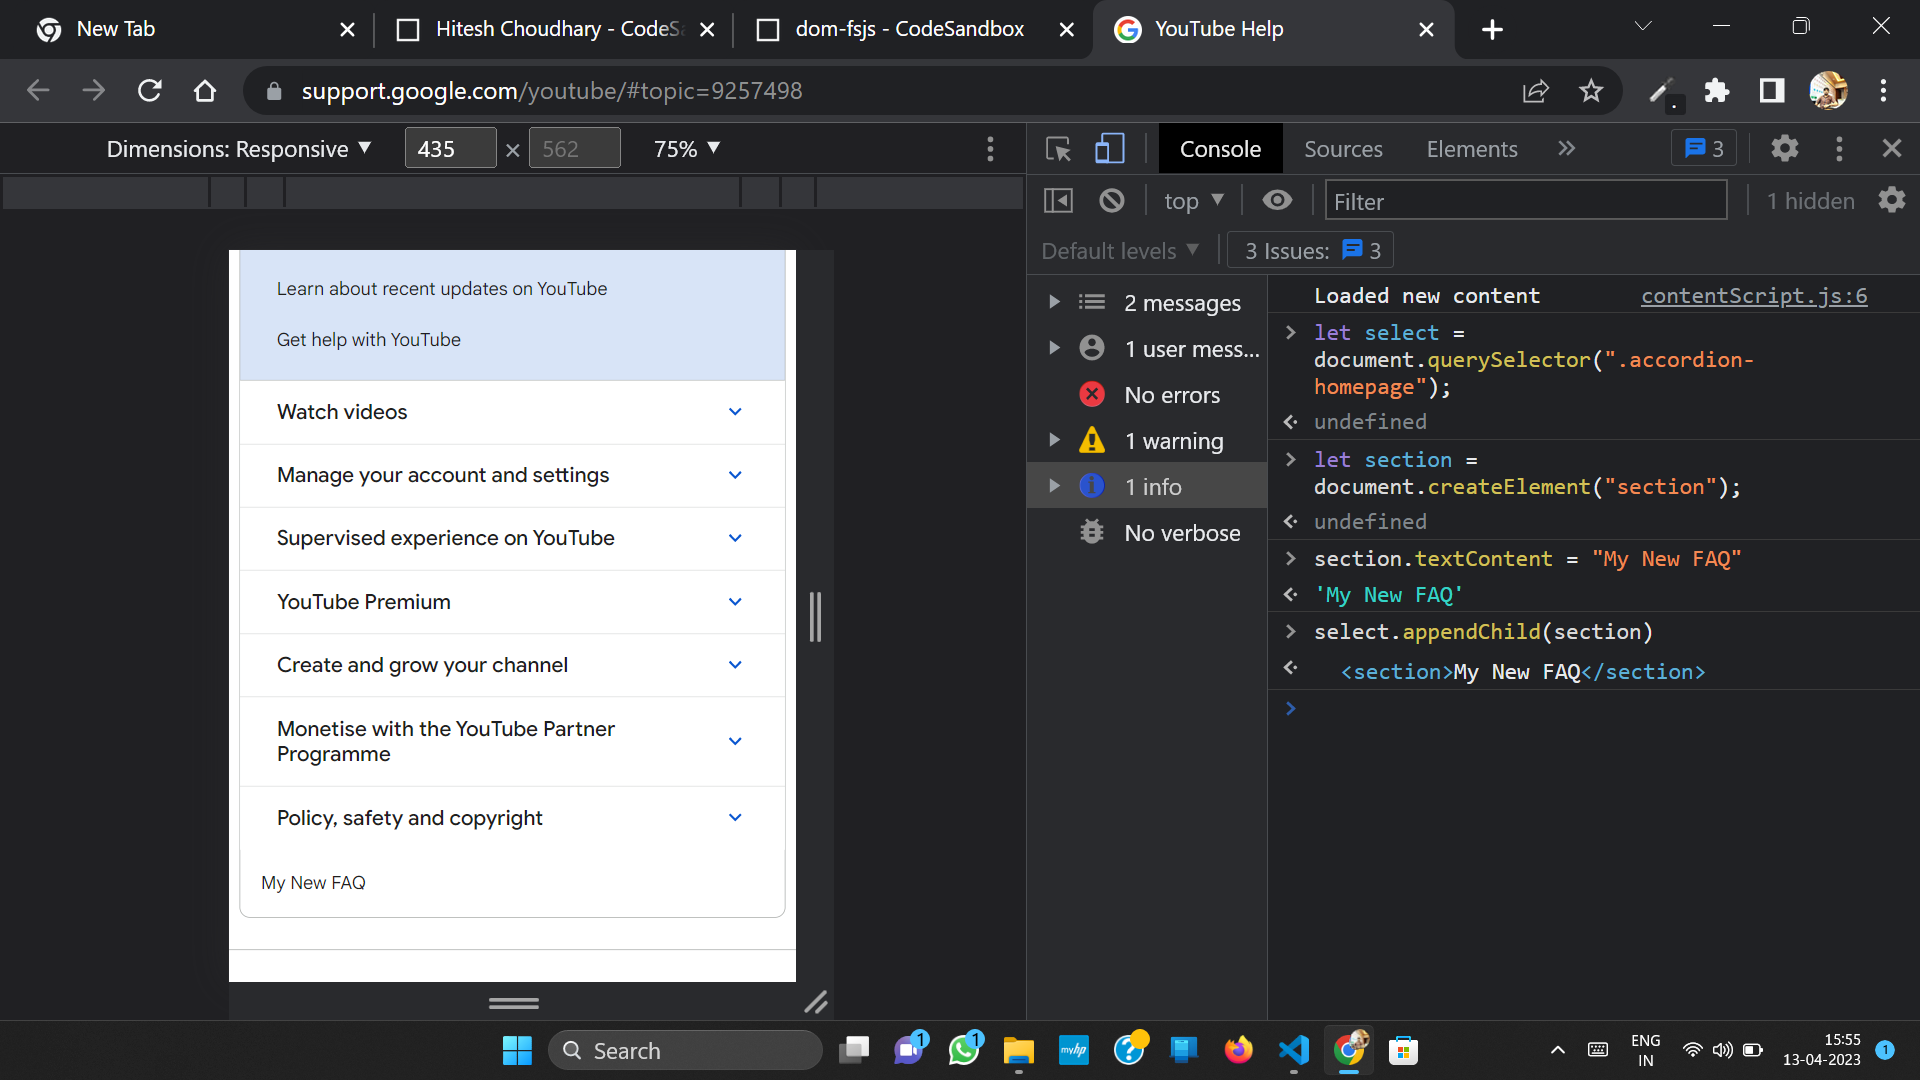 New Tab
Hitesh Choudhary - CodeSa
dom-fsjs - CodeSandbox
YouTube Help
support.google.com/youtube/#topic=9257498
Dimensions: Responsive
435 × 562
75%
Console
Sources
Elements
3
top
Filter
1 hidden
Default levels
3 Issues: 3
Learn about recent updates on YouTube
Get help with YouTube
Watch videos
Manage your account and settings
Supervised experience on YouTube
YouTube Premium
Create and grow your channel
Monetise with the YouTube Partner
Programme
Policy, safety and copyright
My New FAQ
2 messages
1 user mess...
No errors
1 warning
1 info
No verbose
Loaded new content contentScript.js:6
> let select =
document.querySelector(".accordion-
homepage");
undefined
> let section =
document.createElement("section");
undefined
> section.textContent = "My New FAQ"
'My New FAQ'
> select.appendChild(section)
<section>My New FAQ</section>
>
Search
1
1
myhp
ENG
IN
15:55
13-04-2023
1